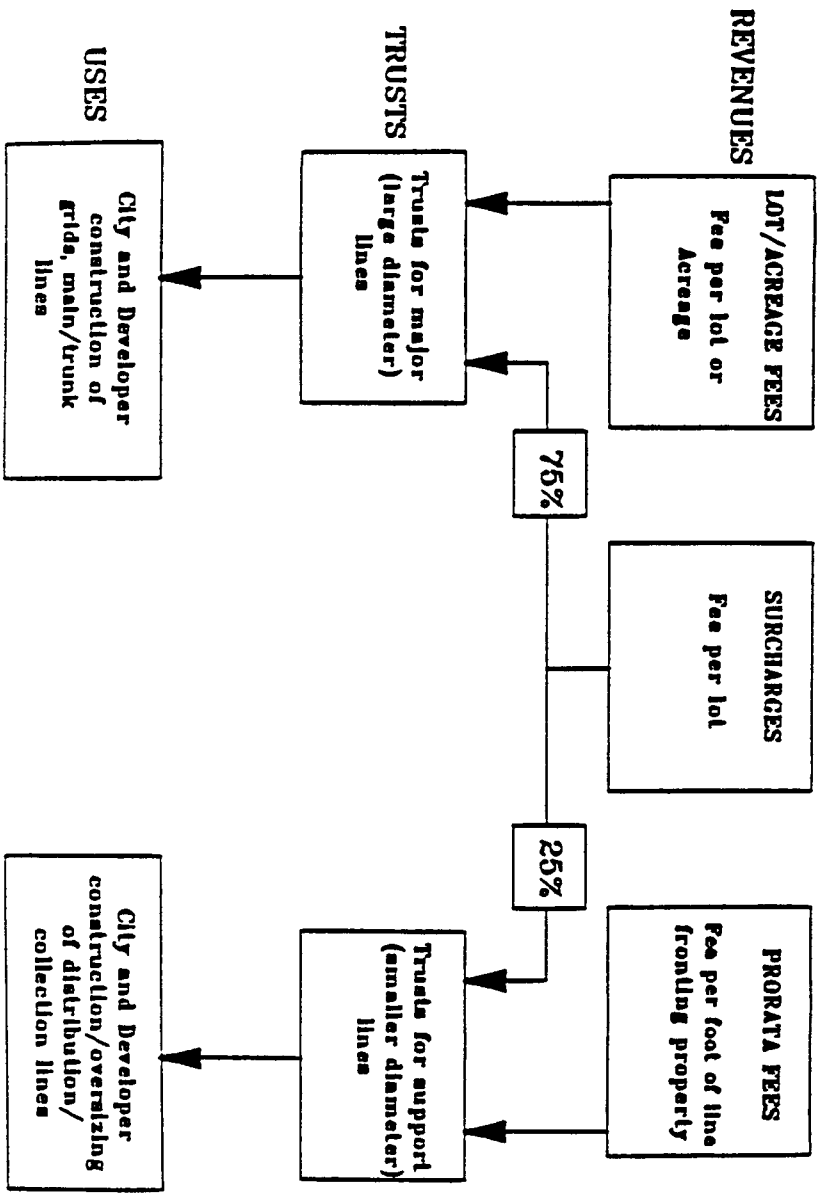 REVENUES
LOT/ACREAGE FEES
Fee per lot or
Acreage
SURCHARGES
Fee per lot
PRORATA FEES
Fee per foot of line
fronting property
75%
25%
TRUSTS
Trusts for major
(large diameter)
lines
Trusts for support
(smaller diameter)
lines
USES
City and Developer
construction of
grids, main/trunk
lines
City and Developer
construction/oversizing
of distribution/
collection lines